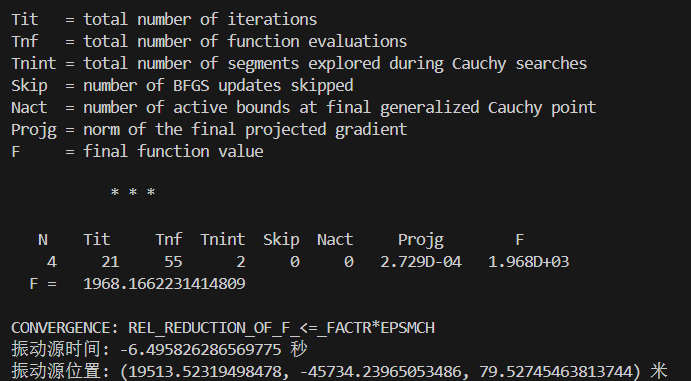 Tit   = total number of iterations
Tnf   = total number of function evaluations
Tnint = total number of segments explored during Cauchy searches
Skip  = number of BFGS updates skipped
Nact  = number of active bounds at final generalized Cauchy point
Projg = norm of the final projected gradient
F     = final function value
* * *
N    Tit     Tnf  Tnint  Skip  Nact     Projg        F
4     21     55      2     0     0   2.729D-04   1.968D+03
F =   1968.1662231414809
CONVERGENCE: REL_REDUCTION_OF_F_<=_FACTR*EPSMCH
振动源时间: -6.495826286569775 秒
振动源位置: (19513.52319498478, -45734.23965053486, 79.52745463813744) 米